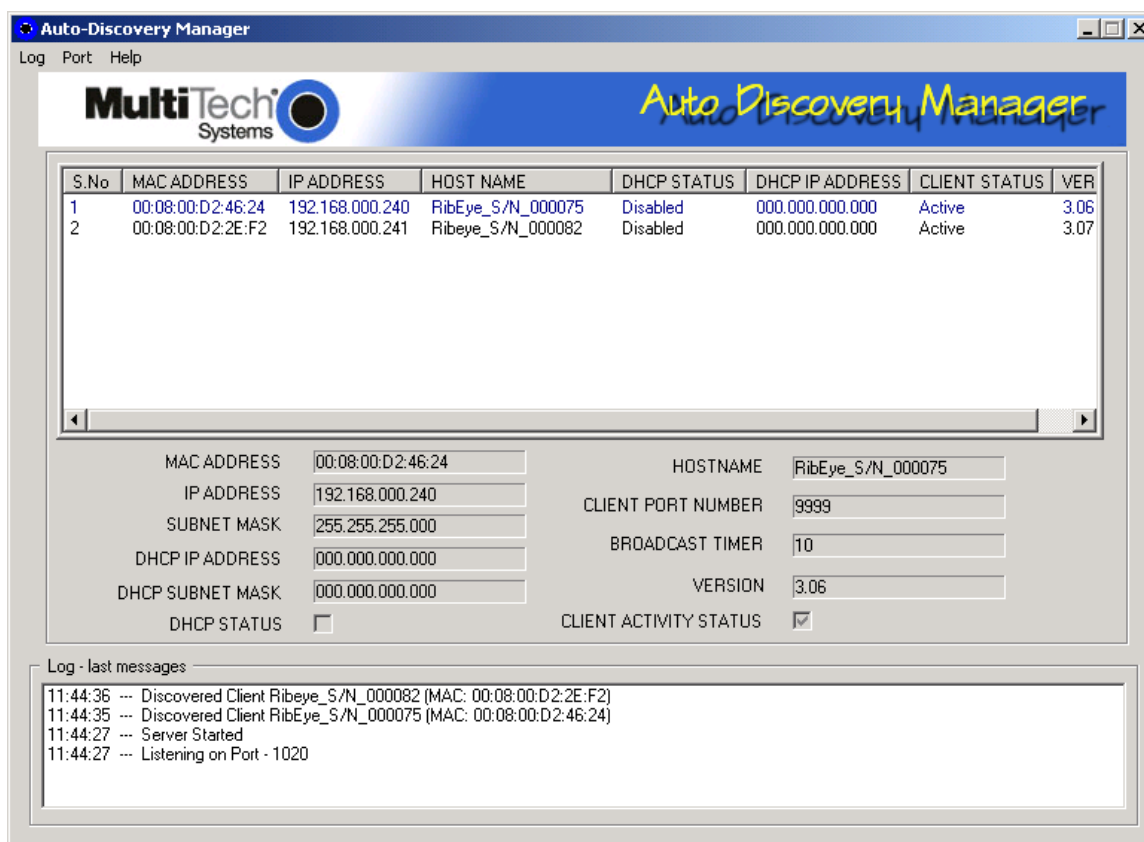 Auto-Discovery Manager
Log Port Help
MultiTech Systems
Auto Discovery Manager
S.No MAC ADDRESS IP ADDRESS HOST NAME DHCP STATUS DHCP IP ADDRESS CLIENT STATUS VER
1 00:08:00:D2:46:24 192.168.000.240 RibEye_S/N_000075 Disabled 000.000.000.000 Active 3.06
2 00:08:00:D2:2E:F2 192.168.000.241 Ribeye_S/N_000082 Disabled 000.000.000.000 Active 3.07
MAC ADDRESS 00:08:00:D2:46:24
IP ADDRESS 192.168.000.240
SUBNET MASK 255.255.255.000
DHCP IP ADDRESS 000.000.000.000
DHCP SUBNET MASK 000.000.000.000
DHCP STATUS
HOSTNAME RibEye_S/N_000075
CLIENT PORT NUMBER 9999
BROADCAST TIMER 10
VERSION 3.06
CLIENT ACTIVITY STATUS
Log - last messages
11:44:36 --- Discovered Client Ribeye_S/N_000082 (MAC: 00:08:00:D2:2E:F2)
11:44:35 --- Discovered Client RibEye_S/N_000075 (MAC: 00:08:00:D2:46:24)
11:44:27 --- Server Started
11:44:27 --- Listening on Port - 1020